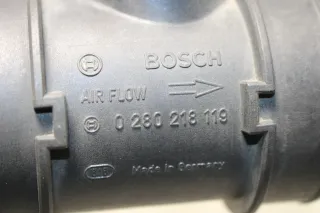 BOSCH
AIR FLOW
0 280 218 119
Made in Germany